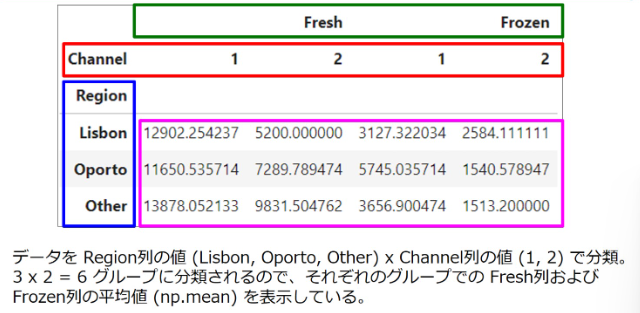 Fresh Frozen
Channel 1 2 1 2
Region
Lisbon 12902.254237 5200.000000 3127.322034 2584.111111
Oporto 11650.535714 7289.789474 5745.035714 1540.578947
Other 13878.052133 9831.504762 3656.900474 1513.200000
データを Region列の値 (Lisbon, Oporto, Other) x Channel列の値 (1, 2) で分類。
3 x 2 = 6 グループに分類されるので、それぞれのグループでの Fresh列および
Frozen列の平均値 (np.mean) を表示している。